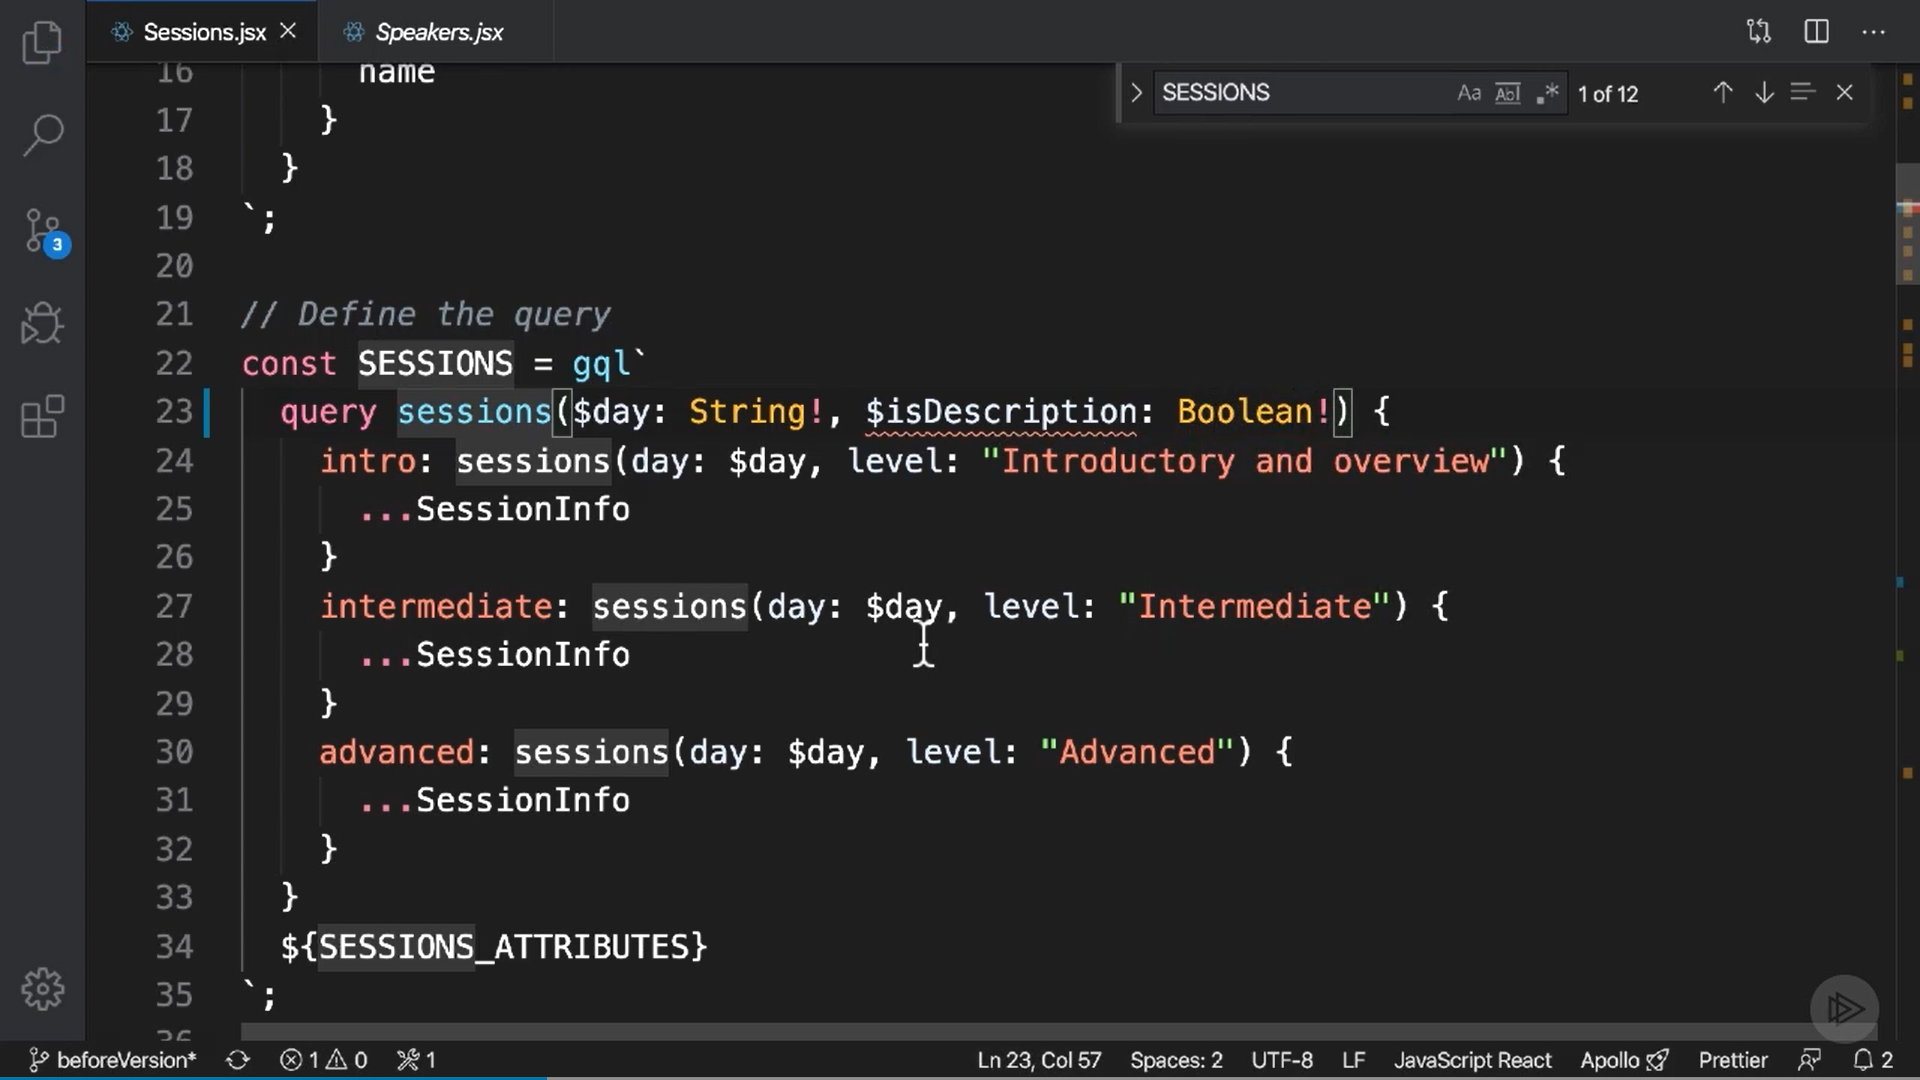 Sessions.jsx
Speakers.jsx
SESSIONS Aa Abl .* 1 of 12
16 name
17 }
18 }
19 `;
20
21 // Define the query
22 const SESSIONS = gql`
23 query sessions($day: String!, $isDescription: Boolean!) {
24 intro: sessions(day: $day, level: "Introductory and overview") {
25 ...SessionInfo
26 }
27 intermediate: sessions(day: $day, level: "Intermediate") {
28 ...SessionInfo
29 }
30 advanced: sessions(day: $day, level: "Advanced") {
31 ...SessionInfo
32 }
33 }
34 ${SESSIONS_ATTRIBUTES}
35 `;
36
3
beforeVersion* 1 0 1 Ln 23, Col 57 Spaces: 2 UTF-8 LF JavaScript React Apollo Prettier 2